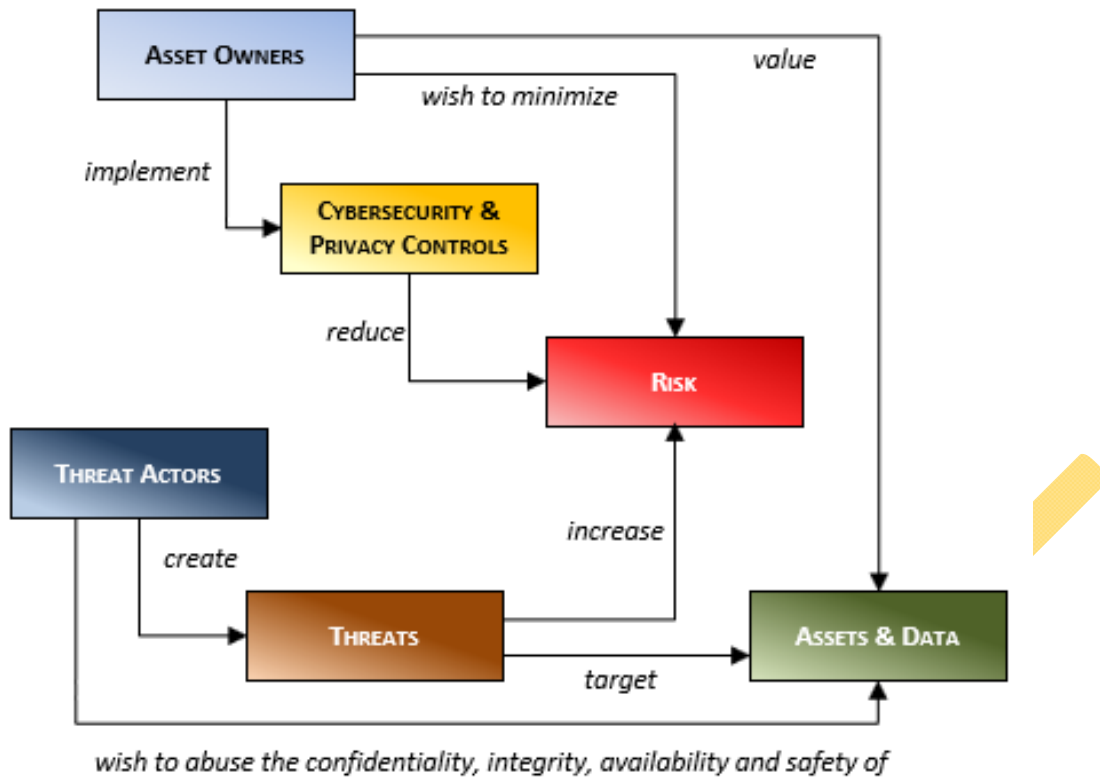 ASSET OWNERS
value
wish to minimize
implement
CYBERSECURITY &
PRIVACY CONTROLS
reduce
RISK
THREAT ACTORS
increase
create
THREATS
ASSETS & DATA
target
wish to abuse the confidentiality, integrity, availability and safety of